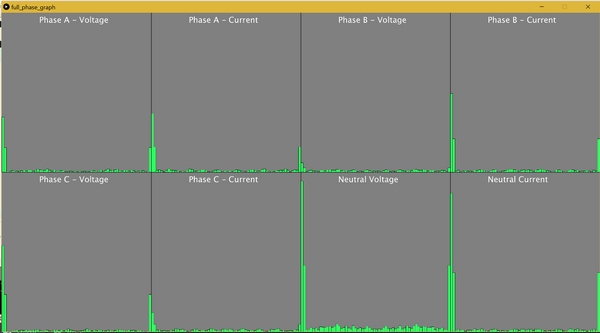 full_phase_graph
Phase A - Voltage
Phase A - Current
Phase B - Voltage
Phase B - Current
Phase C - Voltage
Phase C - Current
Neutral Voltage
Neutral Current